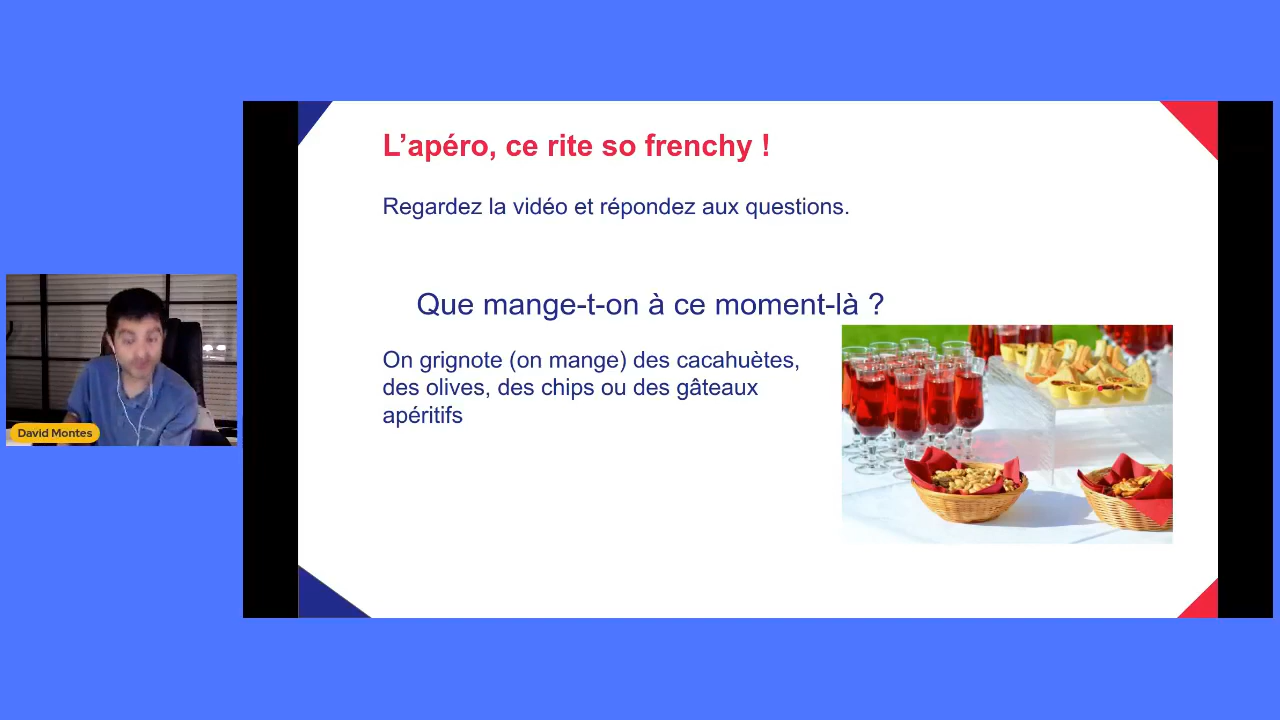 L’apéro, ce rite so frenchy !
Regardez la vidéo et répondez aux questions.
Que mange-t-on à ce moment-là ?
On grignote (on mange) des cacahuètes,
des olives, des chips ou des gâteaux
apéritifs
David Montes